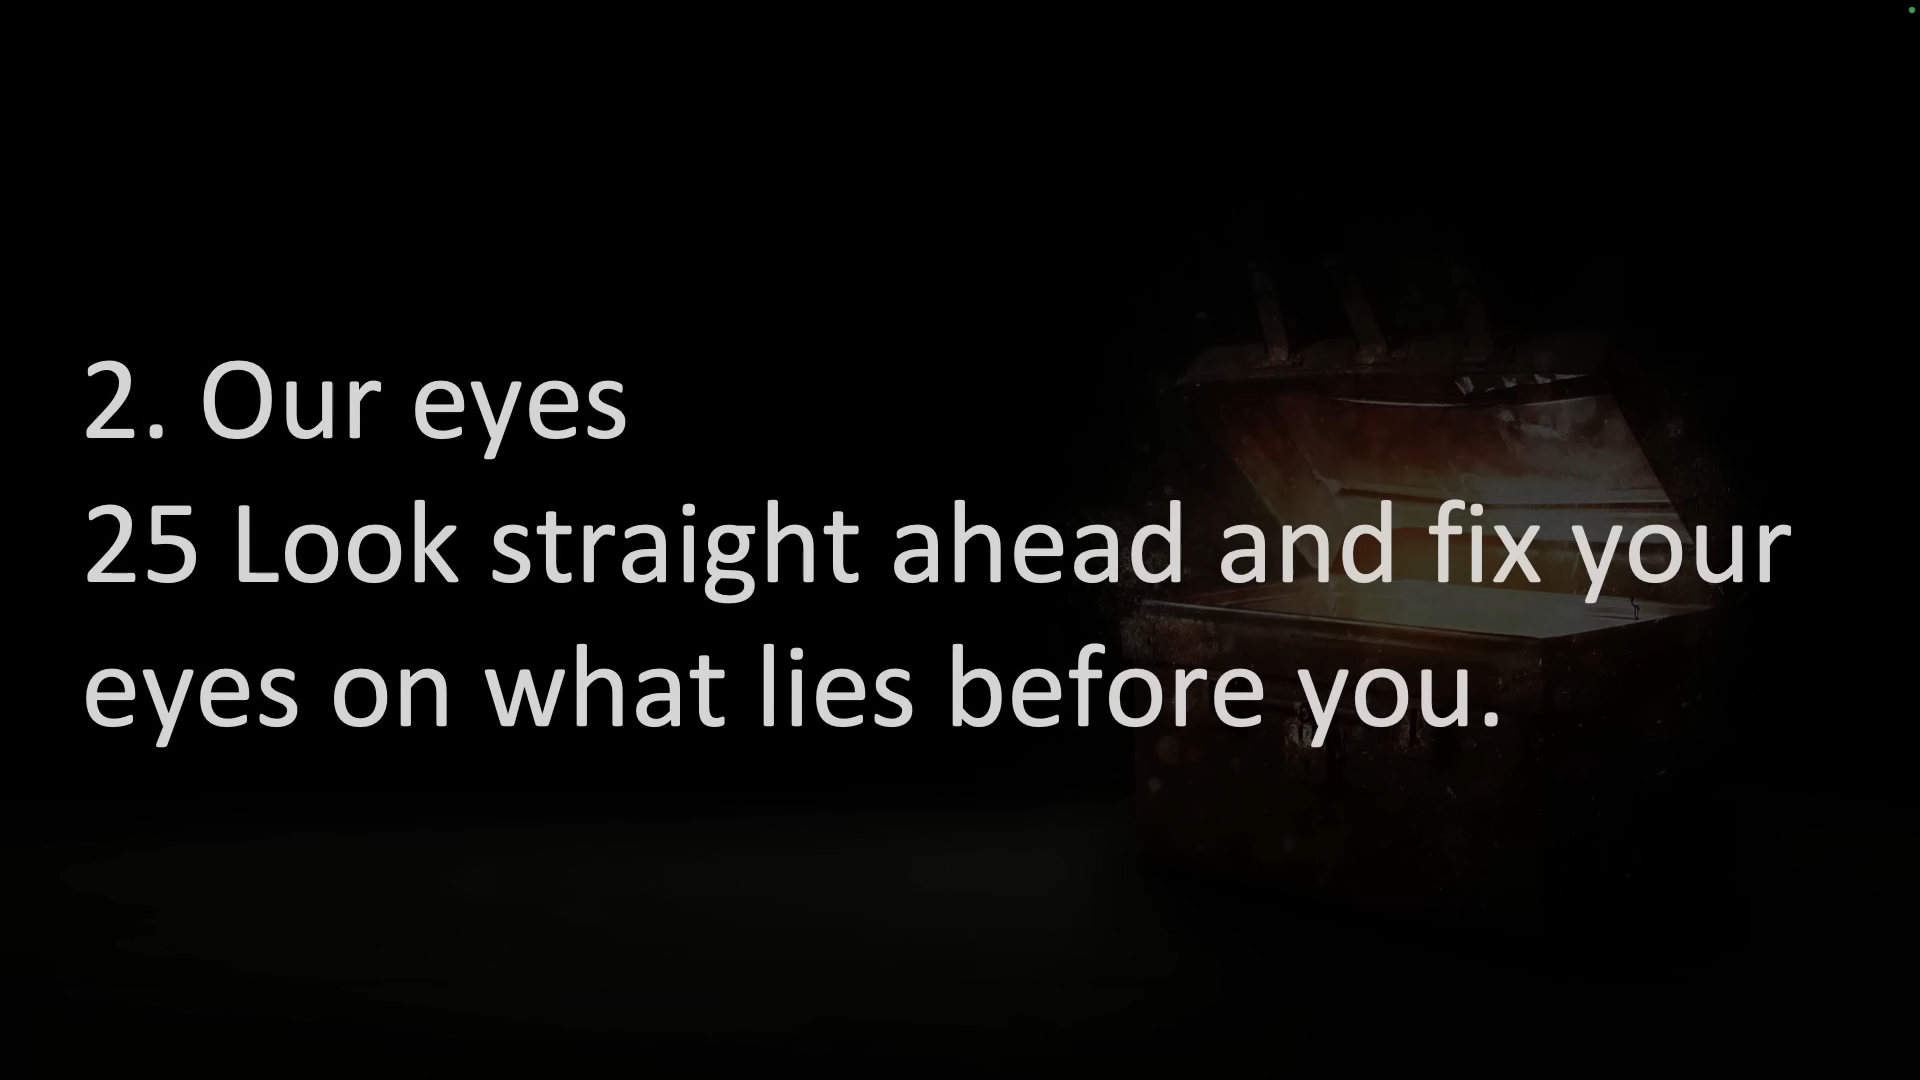 2. Our eyes
25 Look straight ahead and fix your
eyes on what lies before you.